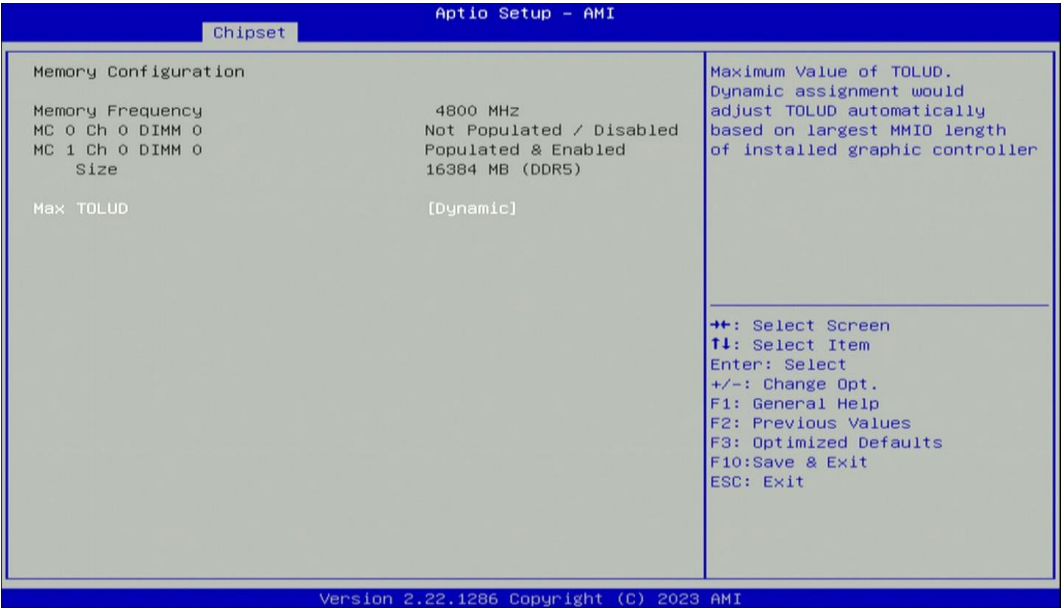 Aptio Setup – AMI
Chipset
Memory Configuration
Memory Frequency 4800 MHz
MC 0 Ch 0 DIMM 0 Not Populated / Disabled
MC 1 Ch 0 DIMM 0 Populated & Enabled
Size 16384 MB (DDR5)
Max TOLUD [Dynamic]
Maximum Value of TOLUD.
Dynamic assignment would
adjust TOLUD automatically
based on largest MMIO length
of installed graphic controller
→←: Select Screen
↑↓: Select Item
Enter: Select
+/-: Change Opt.
F1: General Help
F2: Previous Values
F3: Optimized Defaults
F10:Save & Exit
ESC: Exit
Version 2.22.1286 Copyright (C) 2023 AMI